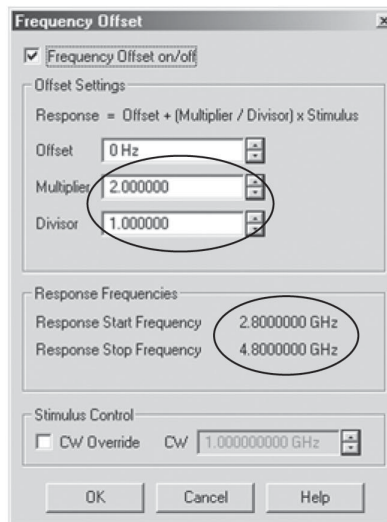 Frequency Offset
Frequency Offset on/off
Offset Settings
Response = Offset + (Multiplier / Divisor) x Stimulus
Offset 0 Hz
Multiplier 2.000000
Divisor 1.000000
Response Frequencies
Response Start Frequency 2.8000000 GHz
Response Stop Frequency 4.8000000 GHz
Stimulus Control
CW Override CW 1.000000000 GHz
OK Cancel Help